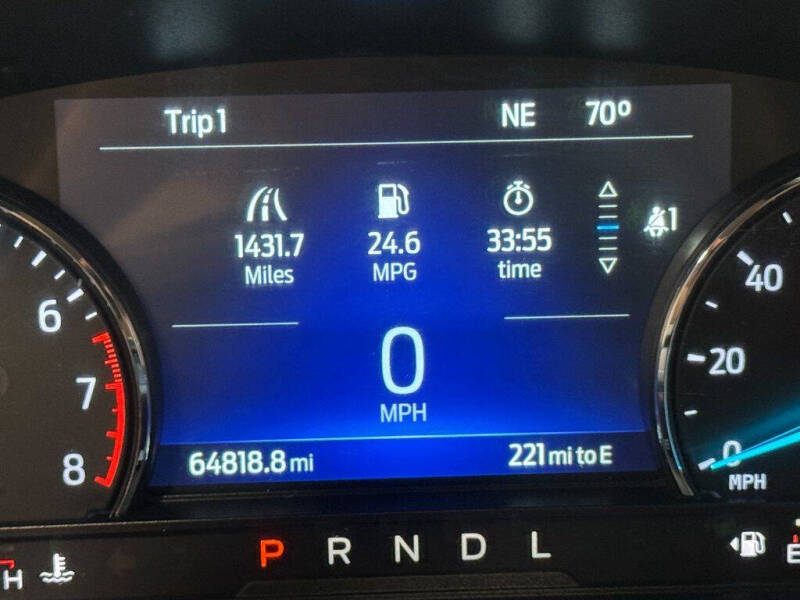 Trip 1 NE 70º
1431.7 24.6 33:55
Miles MPG time
1
6
7
8
0
MPH
40
20
0
MPH
64818.8 mi 221 mi to E
P R N D L
H E